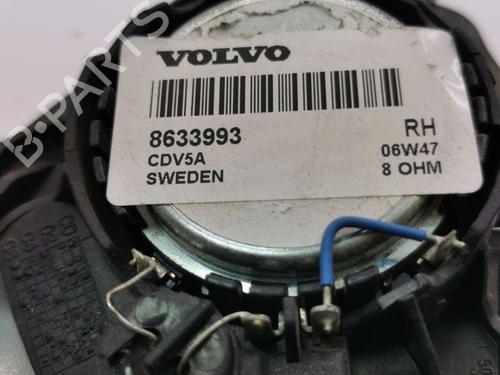 VOLVO
8633993 RH
CDV5A 06W47
SWEDEN 8 OHM
B-PARTS